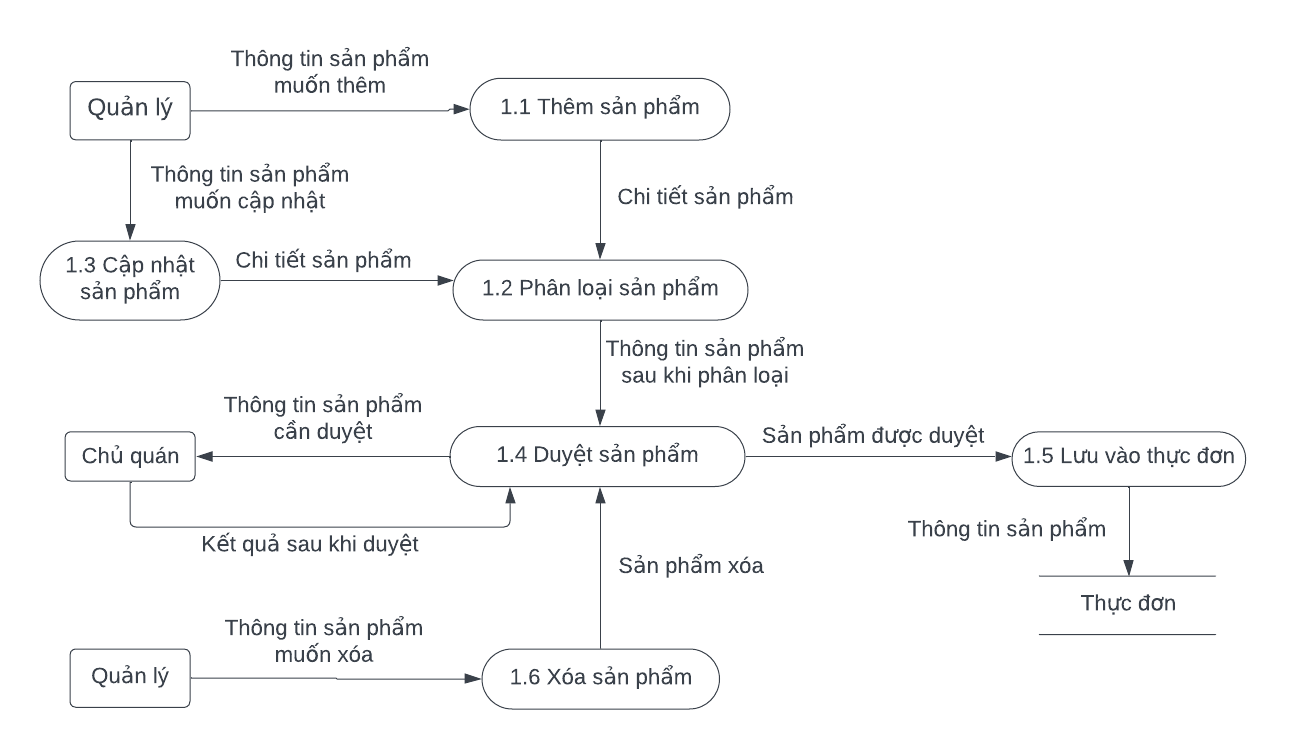 Thông tin sản phẩm
muốn thêm
Quản lý
1.1 Thêm sản phẩm
Thông tin sản phẩm
muốn cập nhật
Chi tiết sản phẩm
1.3 Cập nhật
sản phẩm
Chi tiết sản phẩm
1.2 Phân loại sản phẩm
Thông tin sản phẩm
sau khi phân loại
Thông tin sản phẩm
cần duyệt
Chủ quán
1.4 Duyệt sản phẩm
Sản phẩm được duyệt
1.5 Lưu vào thực đơn
Kết quả sau khi duyệt
Thông tin sản phẩm
Sản phẩm xóa
Thực đơn
Thông tin sản phẩm
muốn xóa
Quản lý
1.6 Xóa sản phẩm